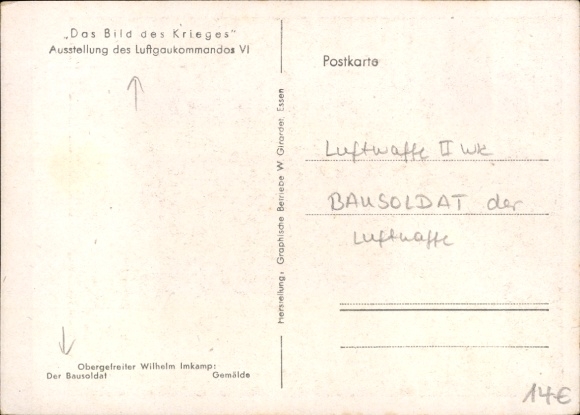 „Das Bild des Krieges"
Ausstellung des Luftgaukommandos VI
Obergefreiter Wilhelm Imkamp:
Der Bausoldat Gemälde
Herstellung, Graphische Betriebe W. Girardet, Essen
Postkarte
Luftwaffe II WK
BAUSOLDAT der
Luftwaffe
14€